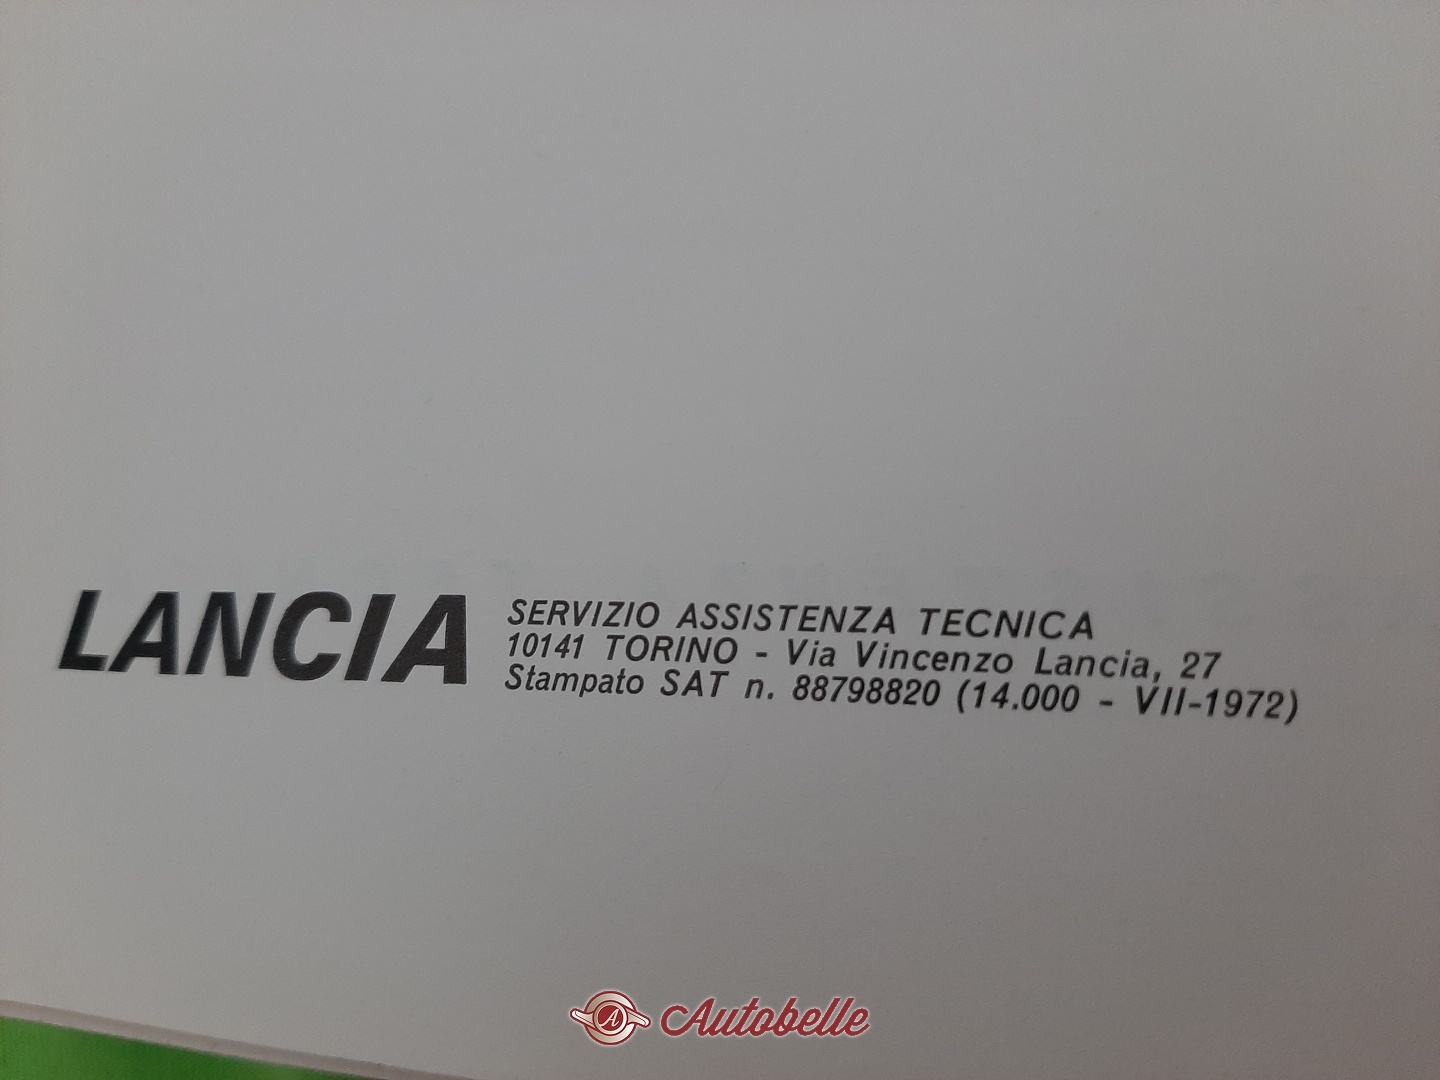 LANCIA
SERVIZIO ASSISTENZA TECNICA
10141 TORINO - Via Vincenzo Lancia, 27
Stampato SAT n. 88798820 (14.000 - VII-1972)
A Autobelle